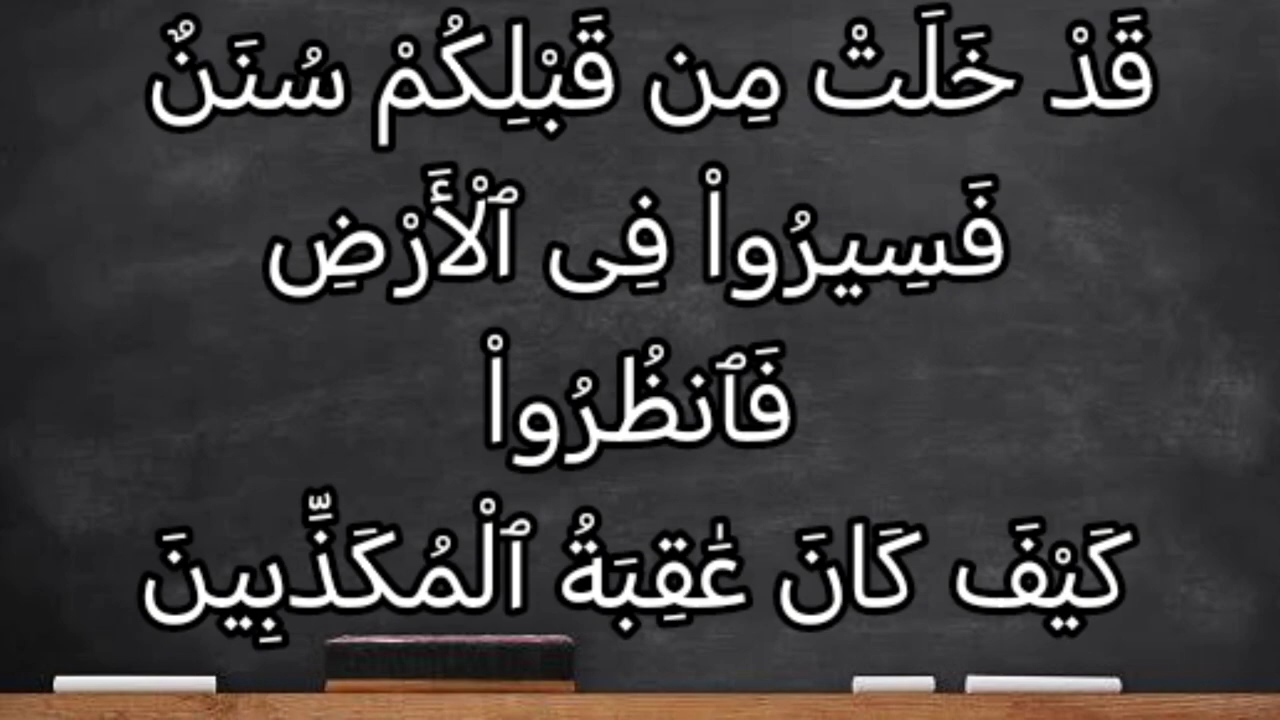 قَدْ خَلَتْ مِن قَبْلِكُمْ سُنَنٌ
فَسِيرُوا۟ فِى ٱلْأَرْضِ
فَٱنظُرُوا۟
كَيْفَ كَانَ عَٰقِبَةُ ٱلْمُكَذِّبِينَ